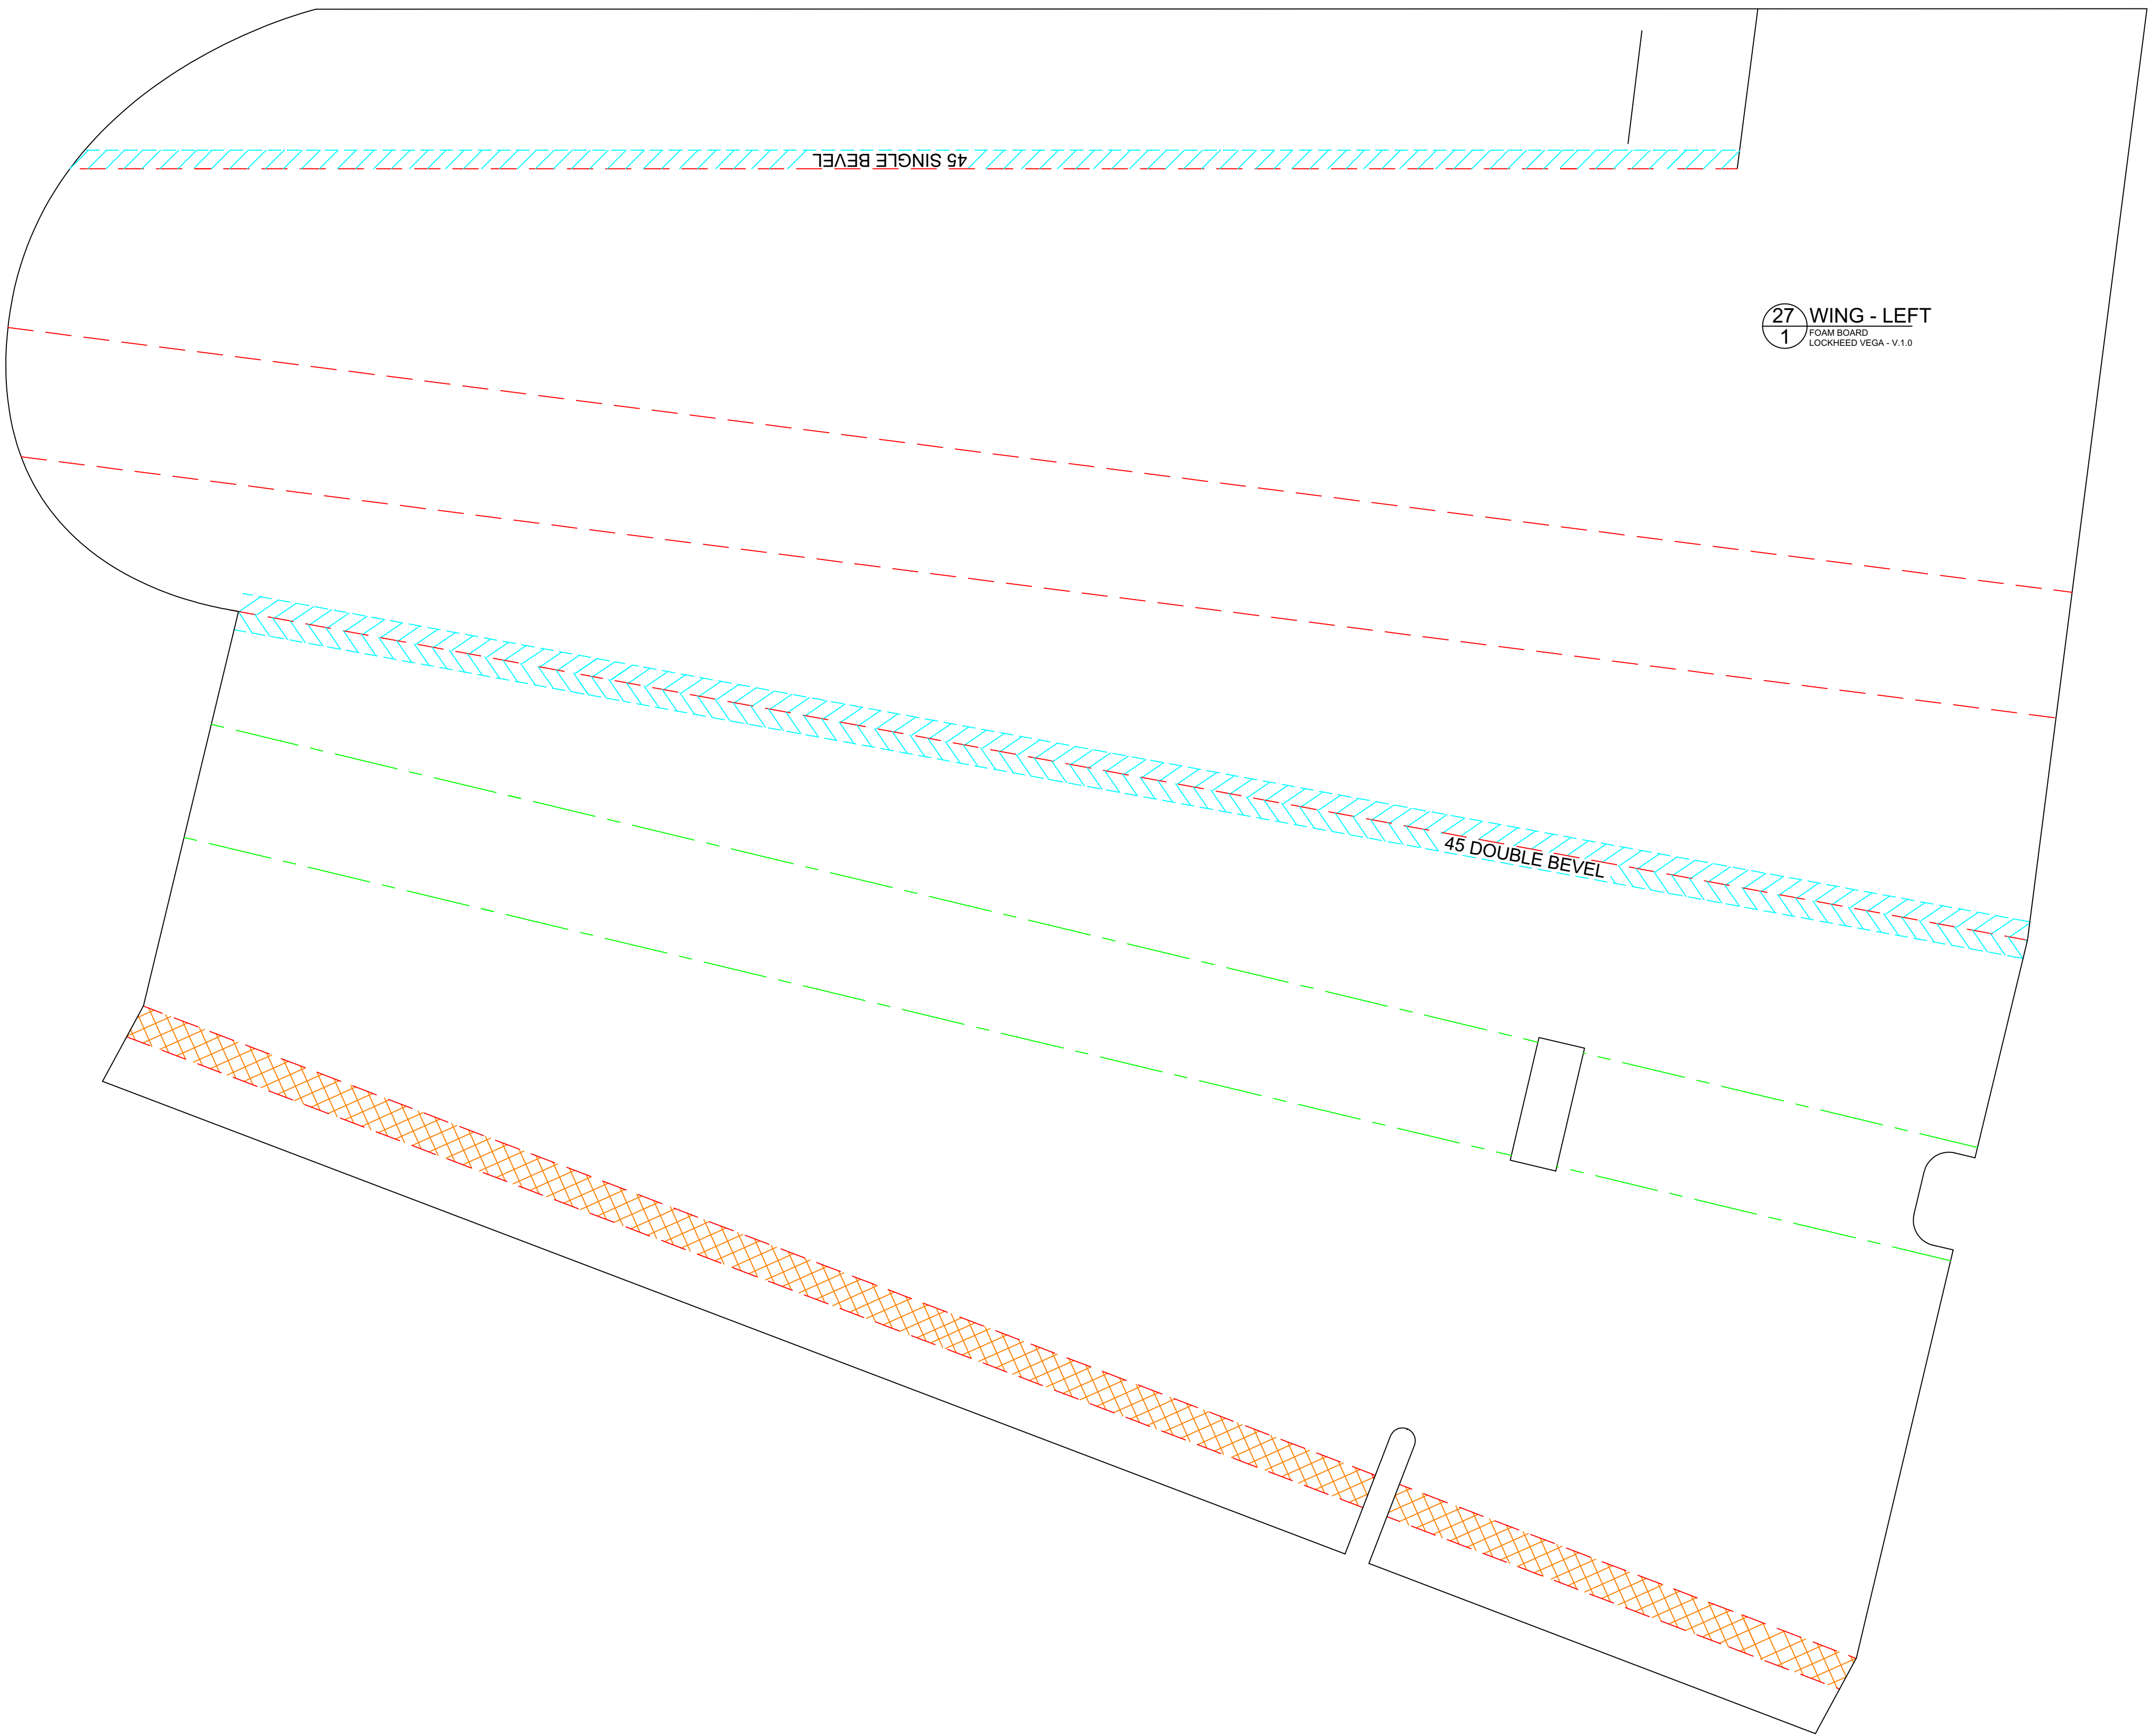 45 SINGLE BEVEL
27
1
WING - LEFT
FOAM BOARD
LOCKHEED VEGA - V.1.0
45 DOUBLE BEVEL